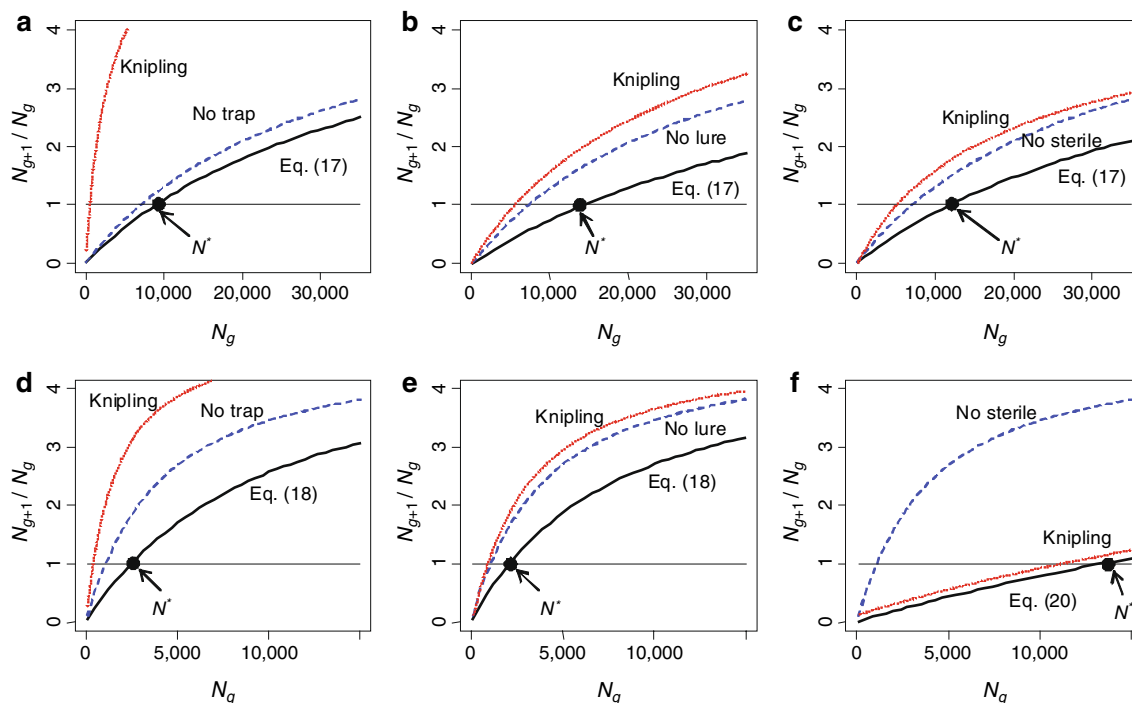 a
4
3
2
1
0
N_{g+1} / N_g
Knipling
No trap
Eq. (17)
N*
0
10,000
20,000
30,000
N_g
b
4
3
2
1
0
N_{g+1} / N_g
Knipling
No lure
Eq. (17)
N*
0
10,000
20,000
30,000
N_g
c
4
3
2
1
0
N_{g+1} / N_g
Knipling
No sterile
Eq. (17)
N*
0
10,000
20,000
30,000
N_g
d
4
3
2
1
0
N_{g+1} / N_g
Knipling
No trap
Eq. (18)
N*
0
5,000
10,000
N_g
e
4
3
2
1
0
N_{g+1} / N_g
Knipling
No lure
Eq. (18)
N*
0
5,000
10,000
N_g
f
4
3
2
1
0
N_{g+1} / N_g
No sterile
Knipling
Eq. (20)
N*
0
5,000
10,000
N_g